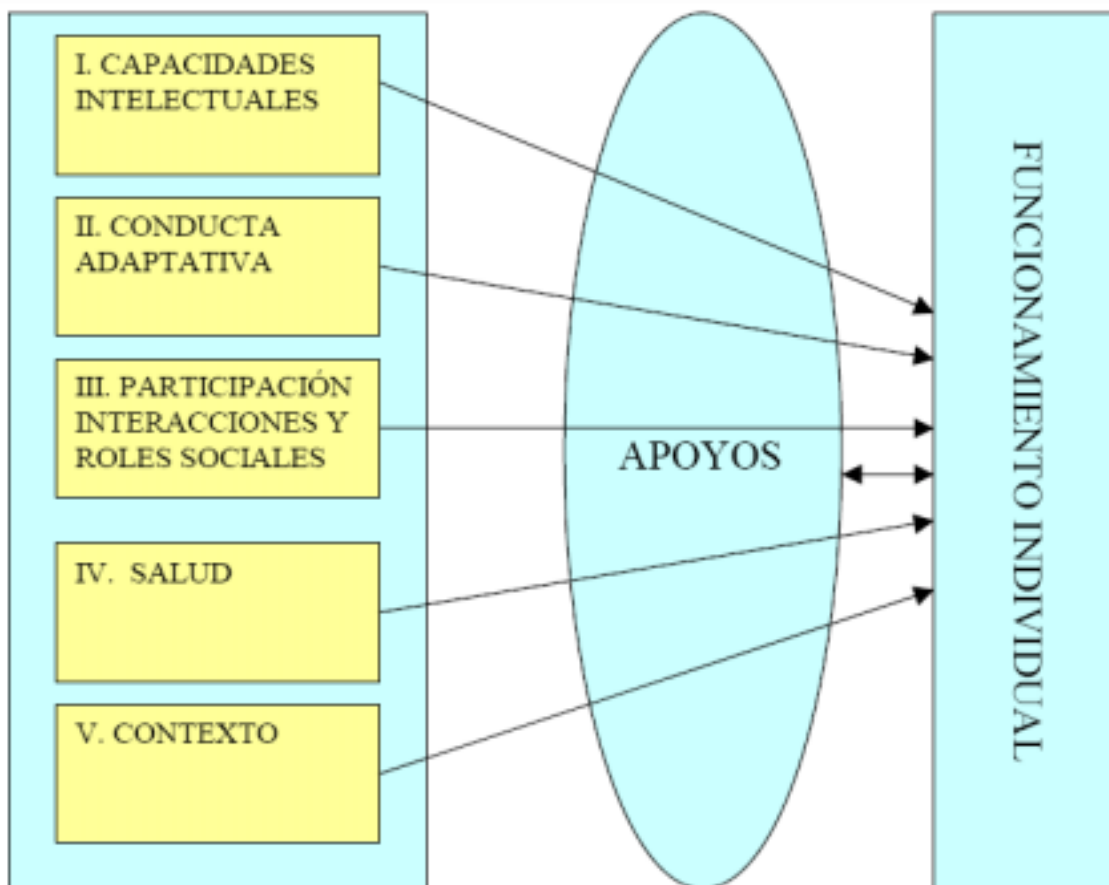 I. CAPACIDADES
INTELECTUALES
II. CONDUCTA
ADAPTATIVA
III. PARTICIPACIÓN
INTERACCIONES Y
ROLES SOCIALES
IV. SALUD
V. CONTEXTO
APOYOS
FUNCIONAMIENTO INDIVIDUAL